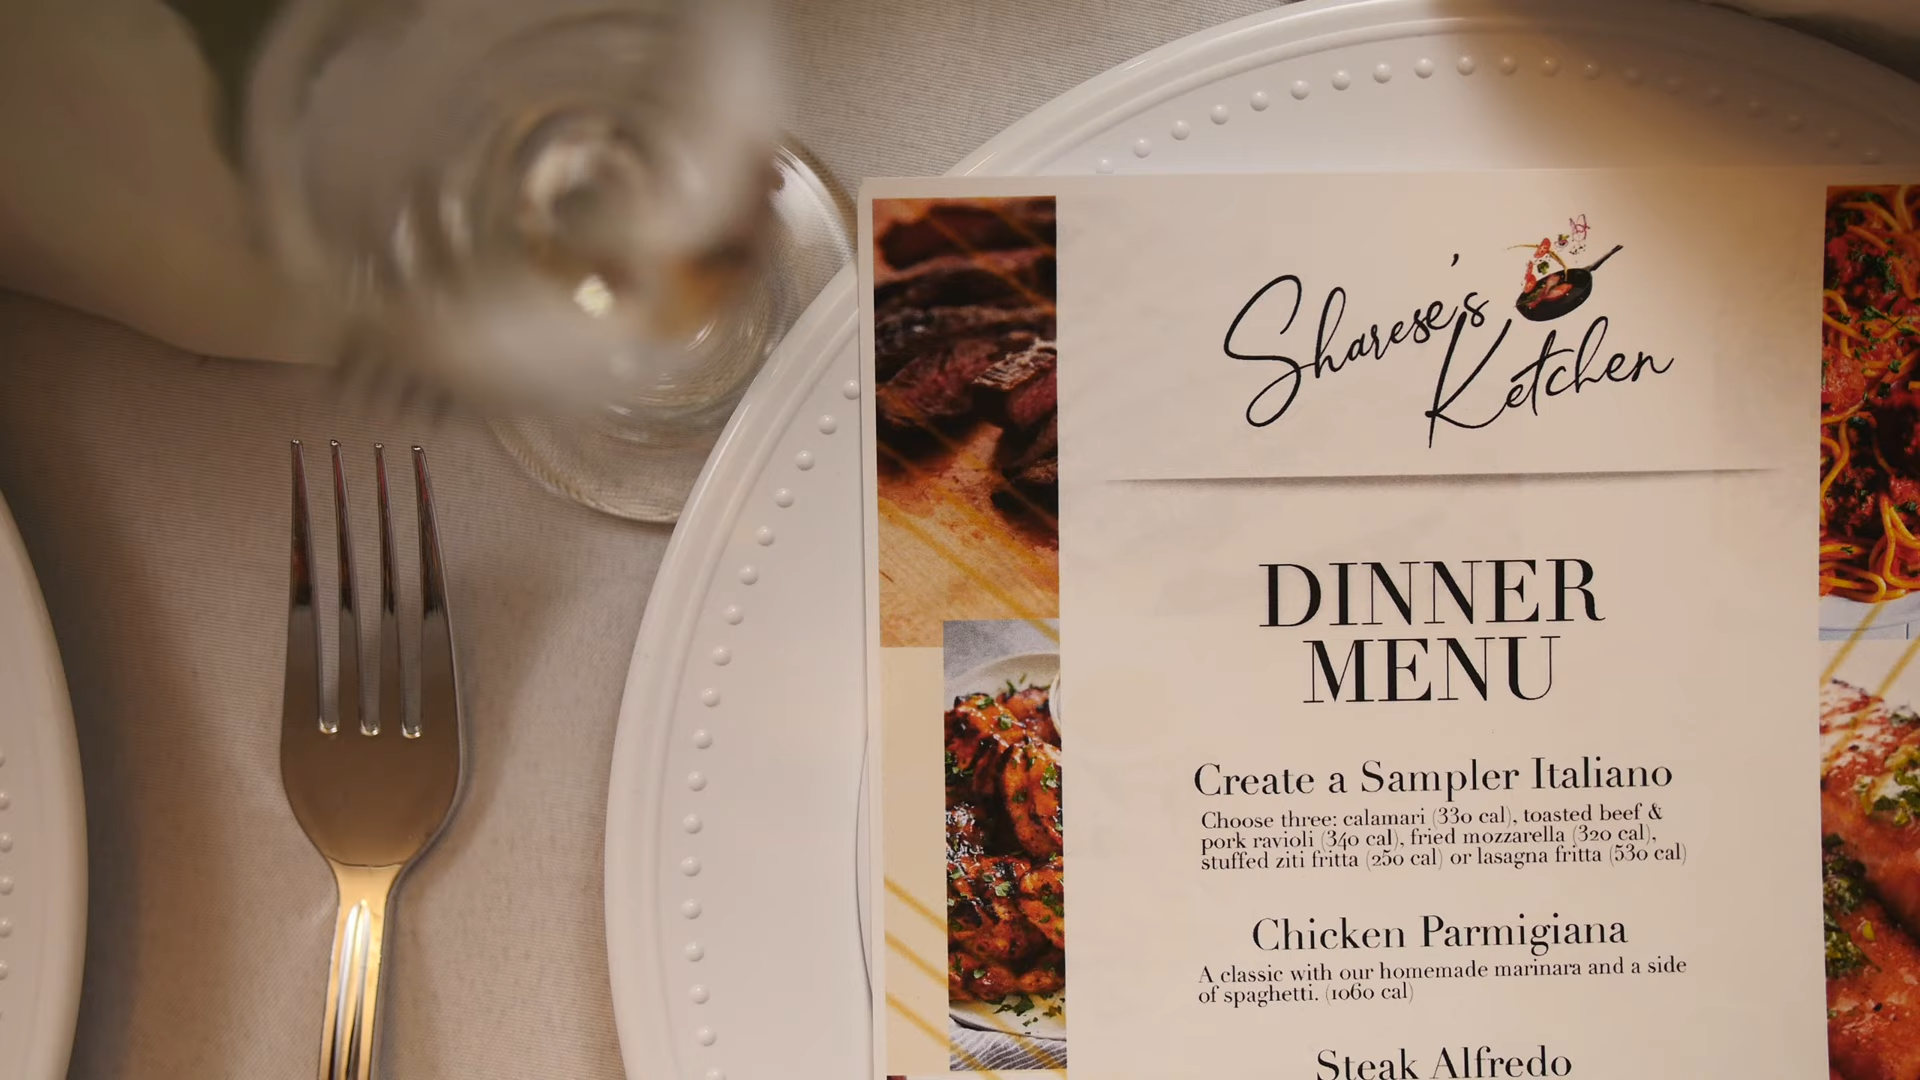 Sharese's
Ketchen
DINNER
MENU
Create a Sampler Italiano
Choose three: calamari (330 cal), toasted beef &
pork ravioli (340 cal), fried mozzarella (320 cal),
stuffed ziti fritta (250 cal) or lasagna fritta (530 cal)
Chicken Parmigiana
A classic with our homemade marinara and a side
of spaghetti. (1060 cal)
Steak Alfredo